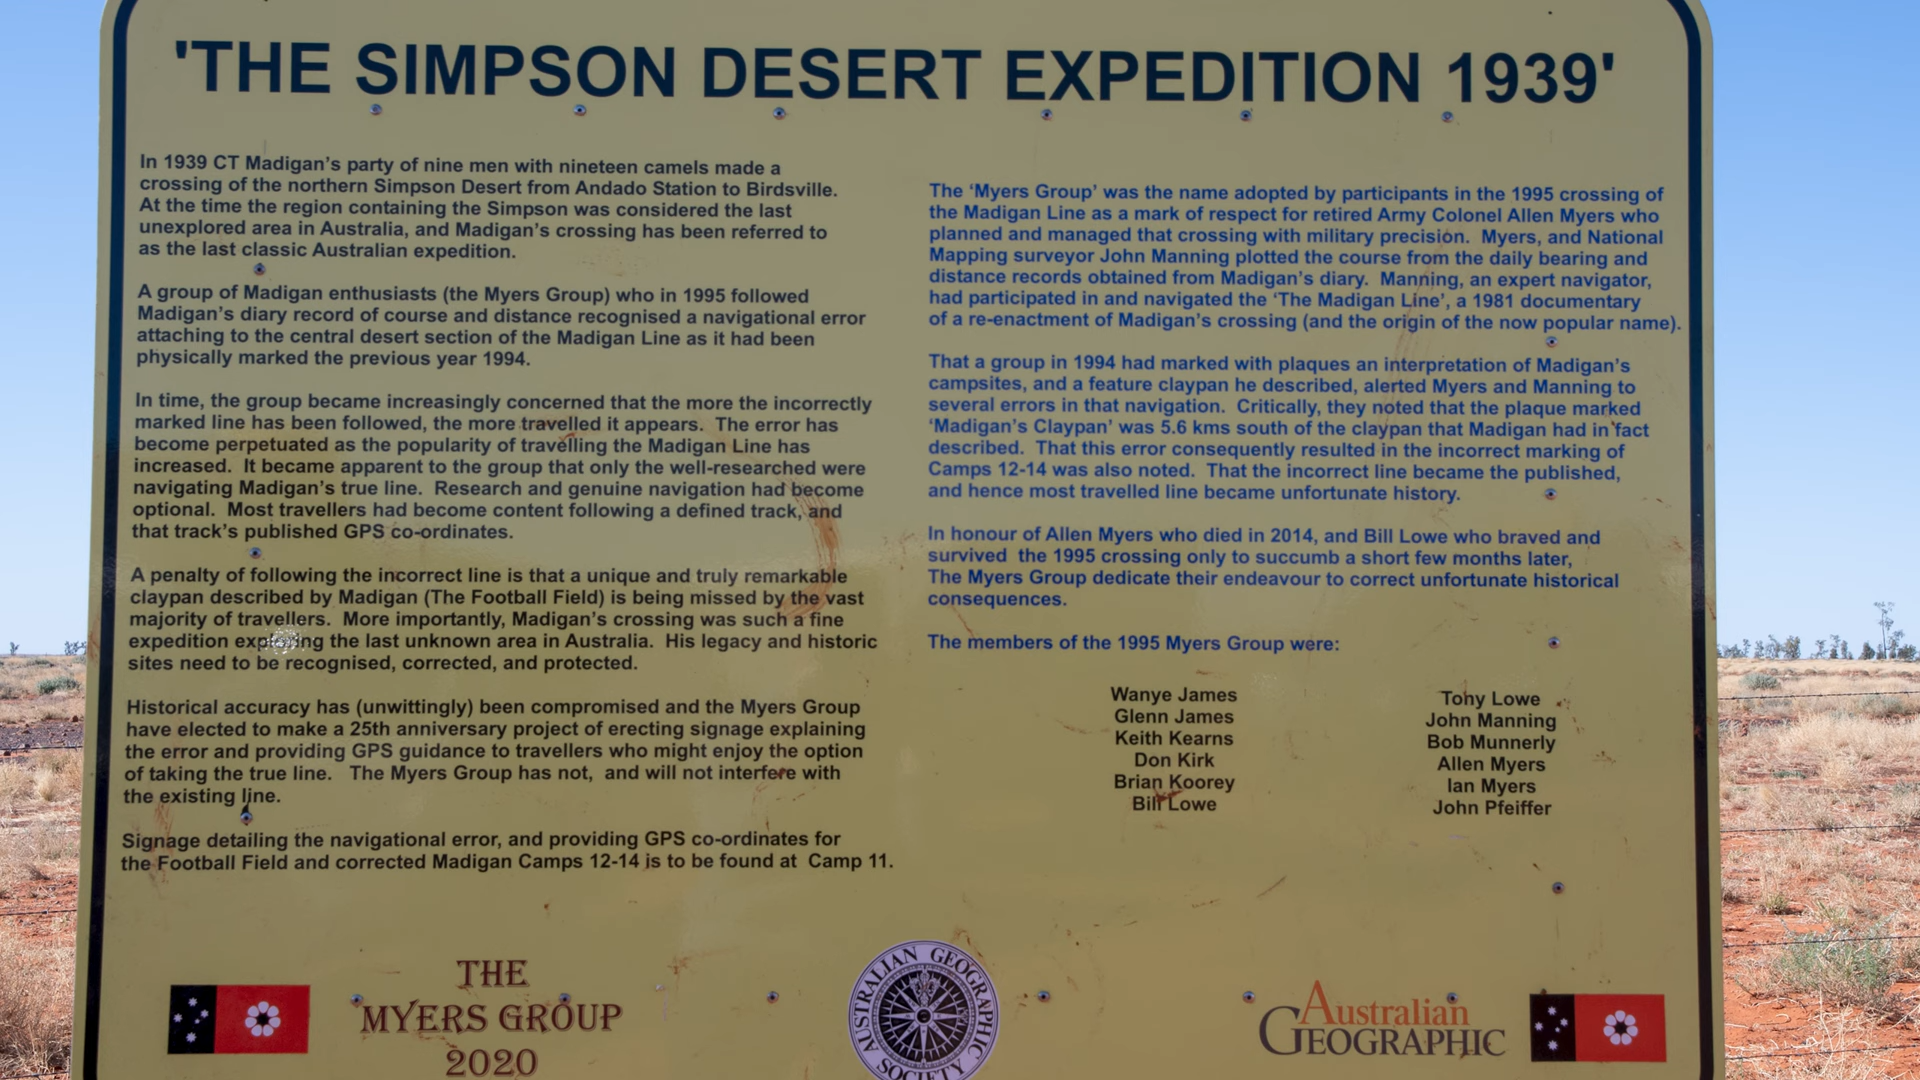 'THE SIMPSON DESERT EXPEDITION 1939'
In 1939 CT Madigan's party of nine men with nineteen camels made a
crossing of the northern Simpson Desert from Andado Station to Birdsville.
At the time the region containing the Simpson was considered the last
unexplored area in Australia, and Madigan's crossing has been referred to
as the last classic Australian expedition.
A group of Madigan enthusiasts (the Myers Group) who in 1995 followed
Madigan's diary record of course and distance recognised a navigational error
attaching to the central desert section of the Madigan Line as it had been
physically marked the previous year 1994.
In time, the group became increasingly concerned that the more the incorrectly
marked line has been followed, the more travelled it appears.  The error has
become perpetuated as the popularity of travelling the Madigan Line has
increased.  It became apparent to the group that only the well-researched were
navigating Madigan's true line.  Research and genuine navigation had become
optional.  Most travellers had become content following a defined track, and
that track's published GPS co-ordinates.
A penalty of following the incorrect line is that a unique and truly remarkable
claypan described by Madigan (The Football Field) is being missed by the vast
majority of travellers.  More importantly, Madigan's crossing was such a fine
expedition exploring the last unknown area in Australia.  His legacy and historic
sites need to be recognised, corrected, and protected.
Historical accuracy has (unwittingly) been compromised and the Myers Group
have elected to make a 25th anniversary project of erecting signage explaining
the error and providing GPS guidance to travellers who might enjoy the option
of taking the true line.   The Myers Group has not,  and will not interfere with
the existing line.
Signage detailing the navigational error, and providing GPS co-ordinates for
the Football Field and corrected Madigan Camps 12-14 is to be found at  Camp 11.
The 'Myers Group' was the name adopted by participants in the 1995 crossing of
the Madigan Line as a mark of respect for retired Army Colonel Allen Myers who
planned and managed that crossing with military precision.  Myers, and National
Mapping surveyor John Manning plotted the course from the daily bearing and
distance records obtained from Madigan's diary.  Manning, an expert navigator,
had participated in and navigated the 'The Madigan Line', a 1981 documentary
of a re-enactment of Madigan's crossing (and the origin of the now popular name).
That a group in 1994 had marked with plaques an interpretation of Madigan's
campsites, and a feature claypan he described, alerted Myers and Manning to
several errors in that navigation.  Critically, they noted that the plaque marked
'Madigan's Claypan' was 5.6 kms south of the claypan that Madigan had in fact
described.  That this error consequently resulted in the incorrect marking of
Camps 12-14 was also noted.  That the incorrect line became the published,
and hence most travelled line became unfortunate history.
In honour of Allen Myers who died in 2014, and Bill Lowe who braved and
survived  the 1995 crossing only to succumb a short few months later,
The Myers Group dedicate their endeavour to correct unfortunate historical
consequences.
The members of the 1995 Myers Group were:
Wanye James
Glenn James
Keith Kearns
Don Kirk
Brian Koorey
Bill Lowe
Tony Lowe
John Manning
Bob Munnerly
Allen Myers
Ian Myers
John Pfeiffer
THE
MYERS GROUP
2020
AUSTRALIAN GEOGRAPHIC
SOCIETY
Australian
GEOGRAPHIC